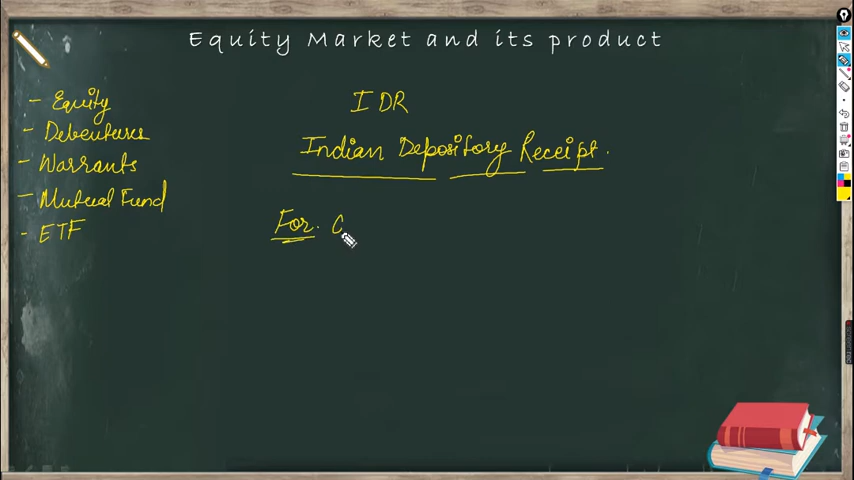 Equity Market and its product
- Equity
- Debentures
- Warrants
- Mutual Fund
- ETF
IDR
Indian Depository Receipt.
For. C